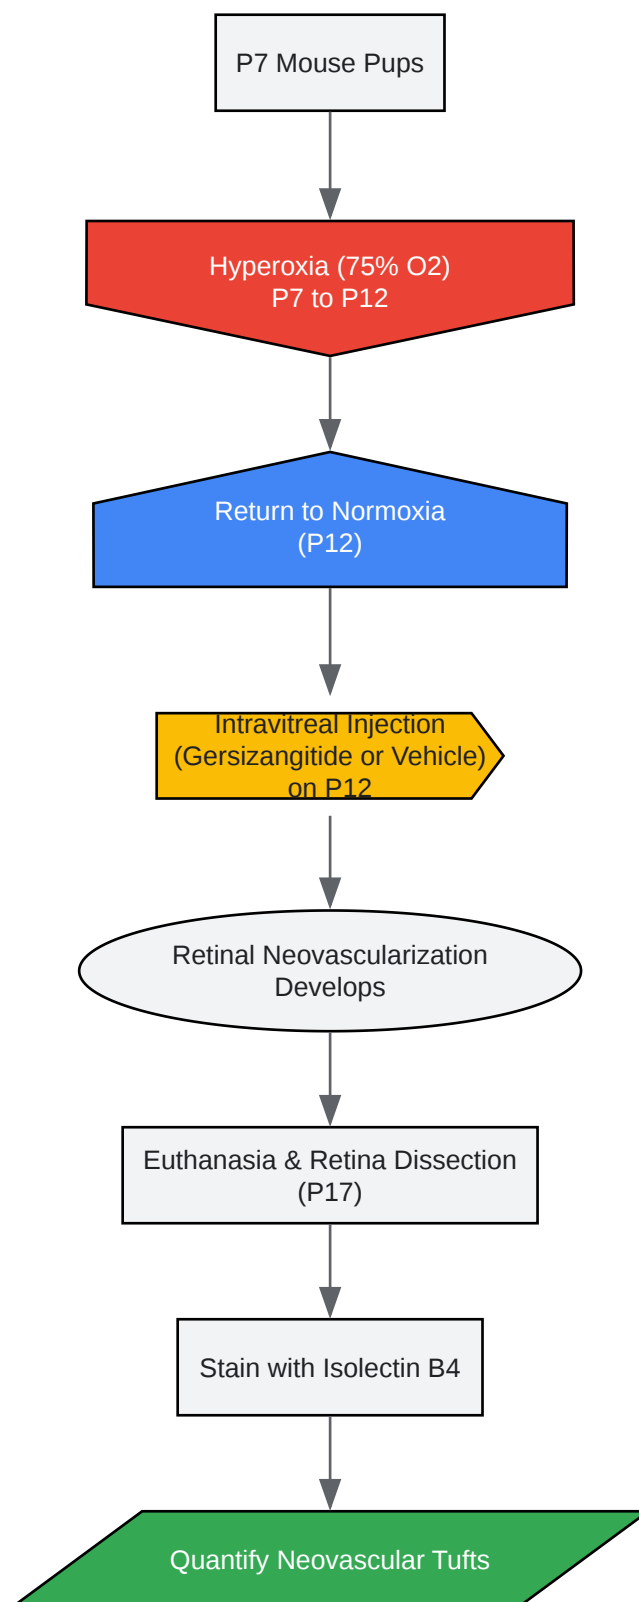 P7 Mouse Pups
Hyperoxia (75% O2)
P7 to P12
Return to Normoxia
(P12)
Intravitreal Injection
(Gersizangitide or Vehicle)
on P12
Retinal Neovascularization
Develops
Euthanasia & Retina Dissection
(P17)
Stain with Isolectin B4
Quantify Neovascular Tufts